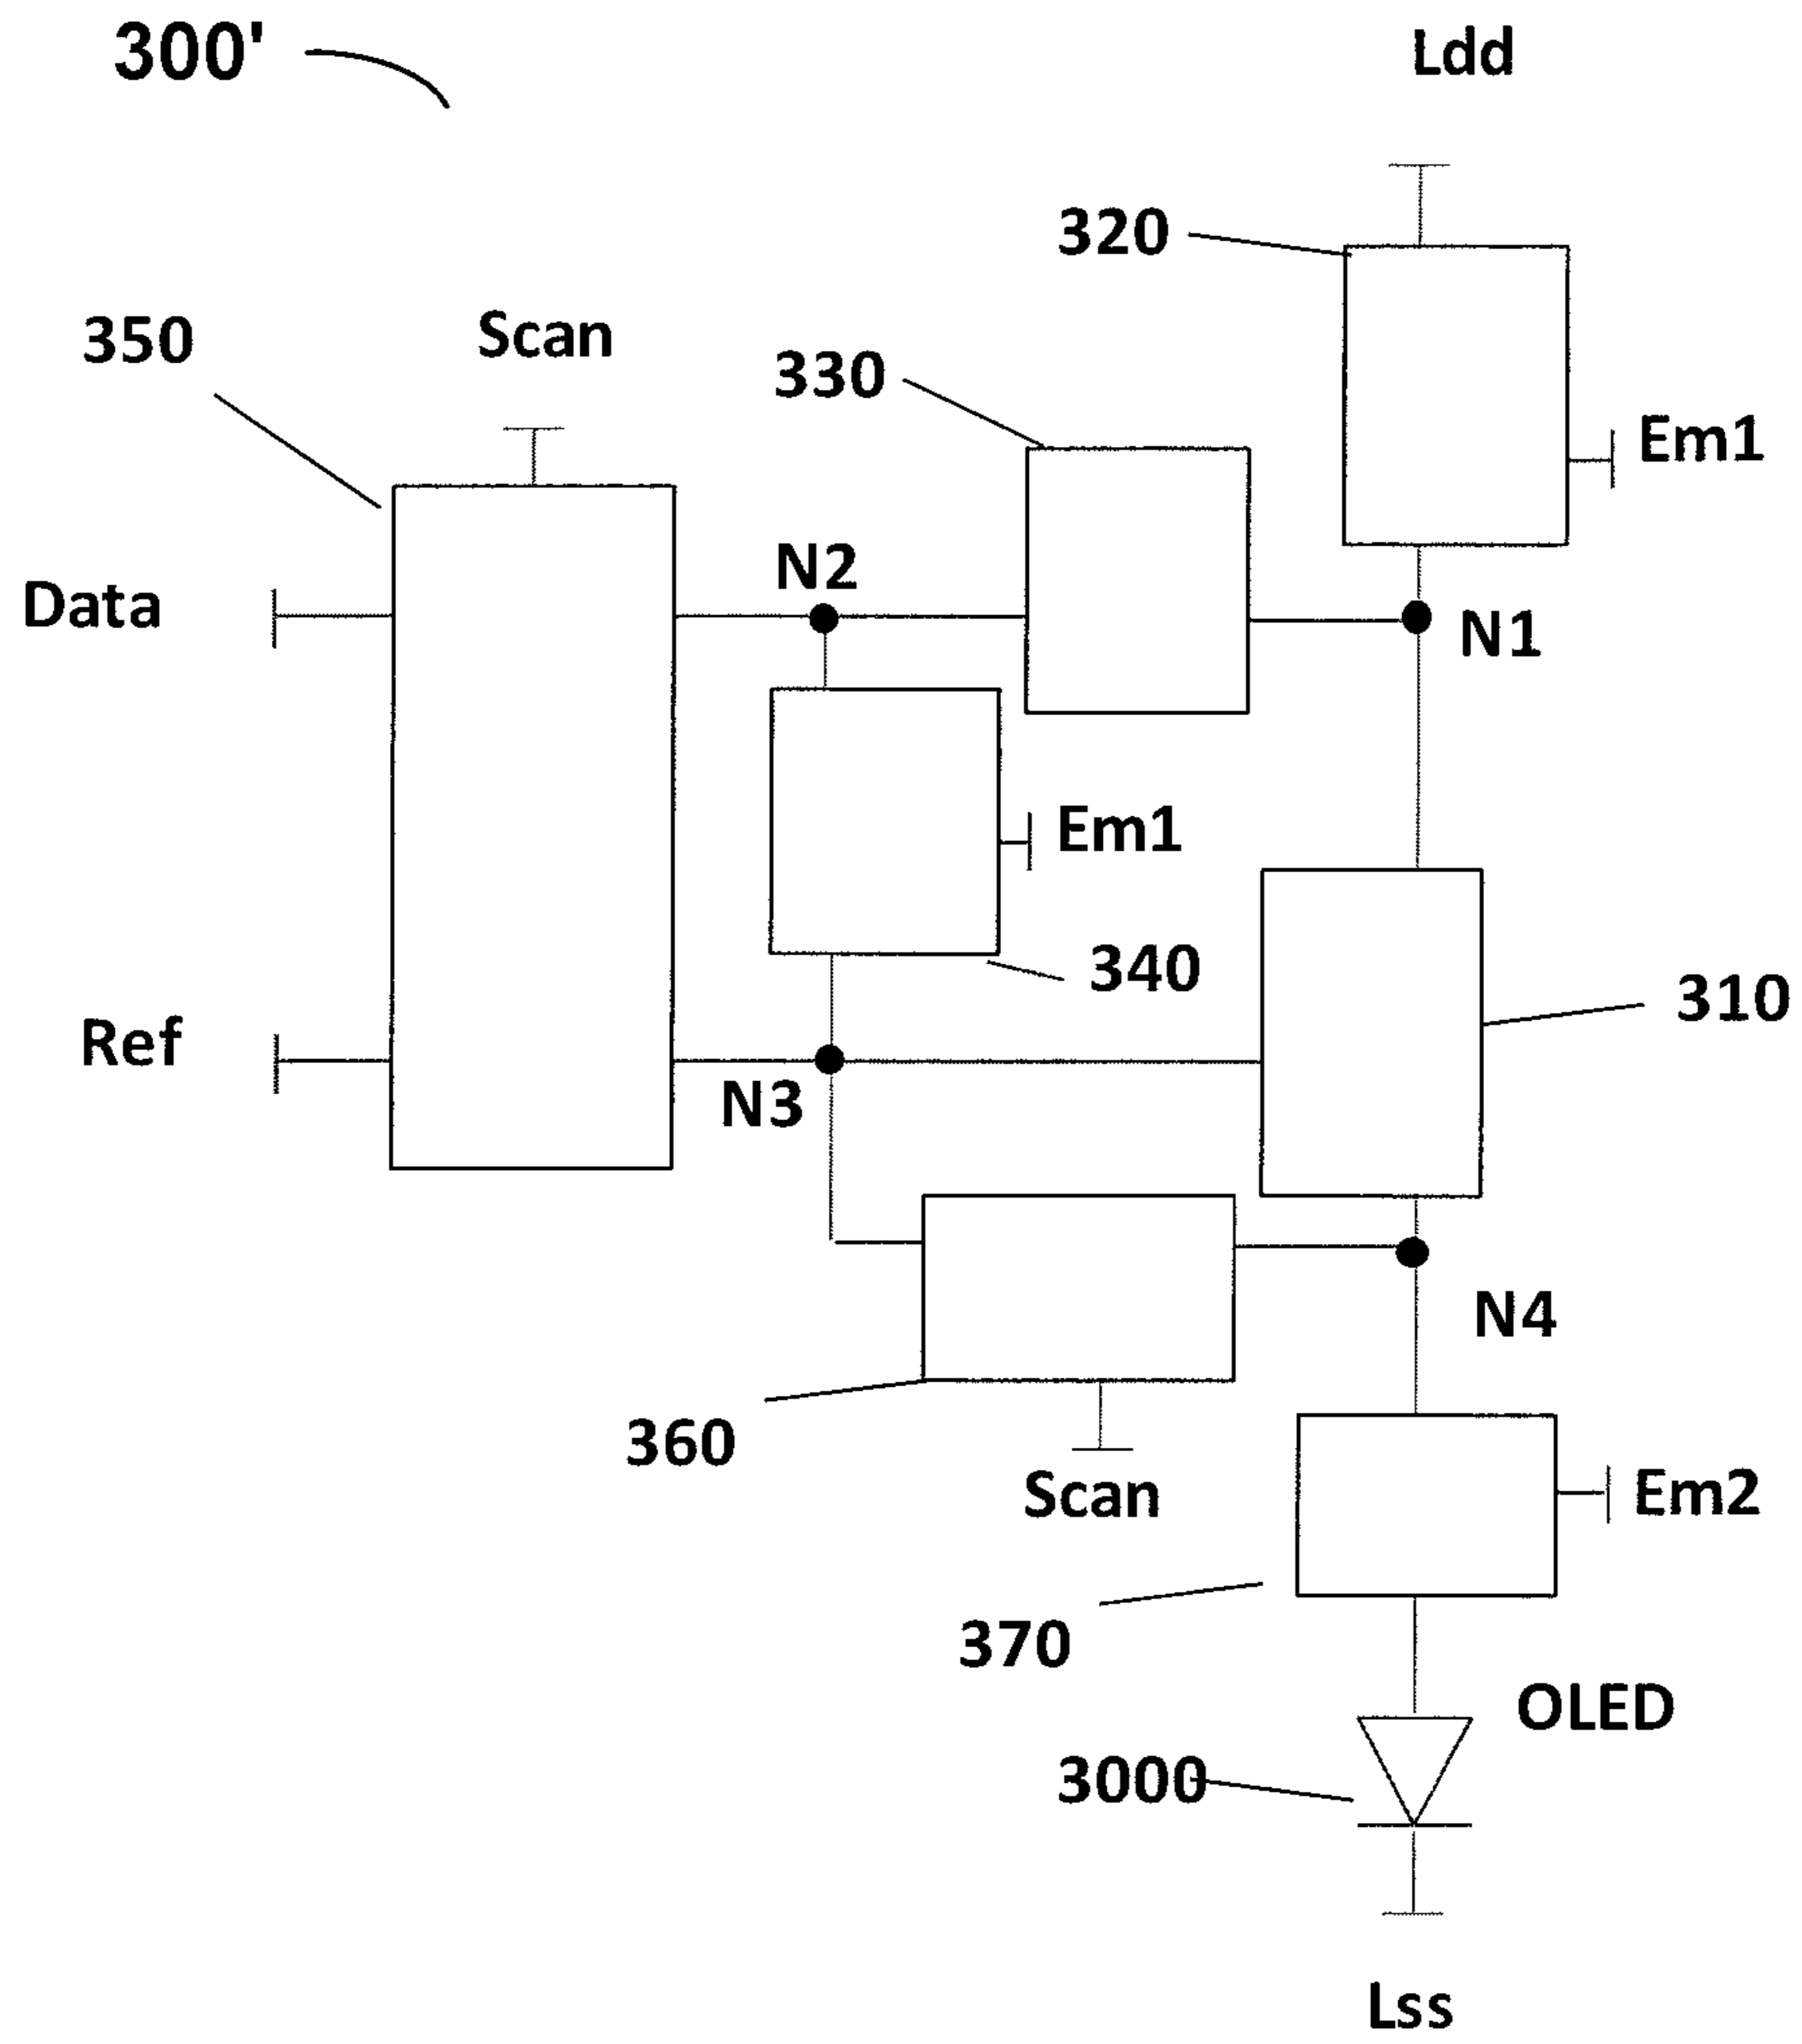 300'
Ldd
320
350
Scan
330
Em1
N2
Data
N1
Em1
340
310
Ref
N3
N4
360
Scan
Em2
370
OLED
3000
Lss